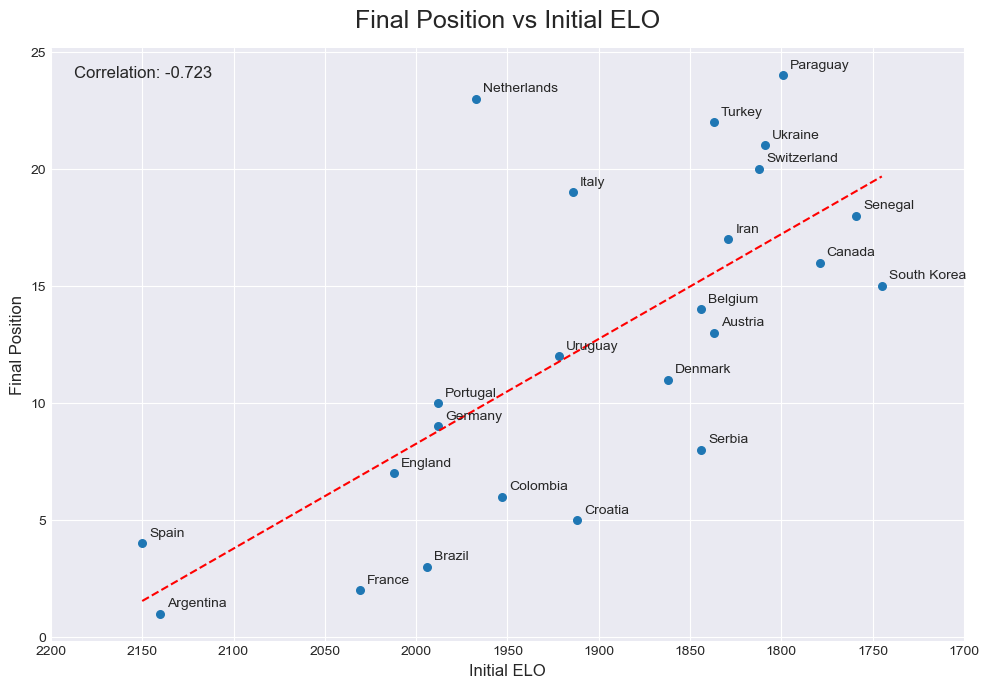 Final Position vs Initial ELO
Correlation: -0.723
Final Position
25
20
15
10
5
0
Paraguay
Netherlands
Turkey
Ukraine
Switzerland
Italy
Senegal
Iran
Canada
South Korea
Belgium
Austria
Uruguay
Denmark
Portugal
Germany
Serbia
England
Colombia
Croatia
Spain
Brazil
France
Argentina
2200 2150 2100 2050 2000 1950 1900 1850 1800 1750 1700
Initial ELO